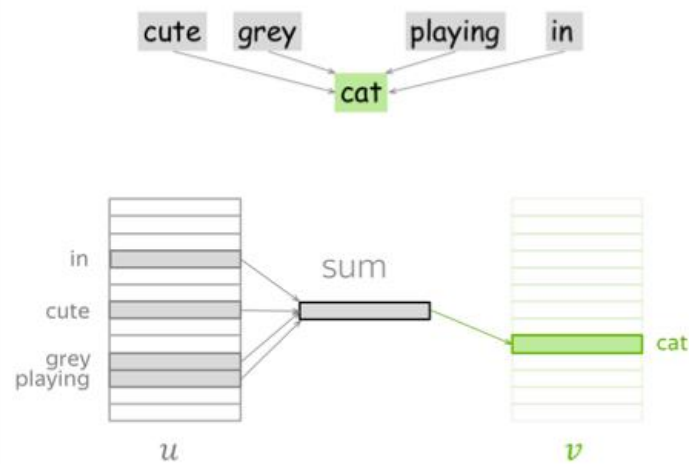 cute grey playing in
cat
in
sum
cute
grey
playing
cat
u
v